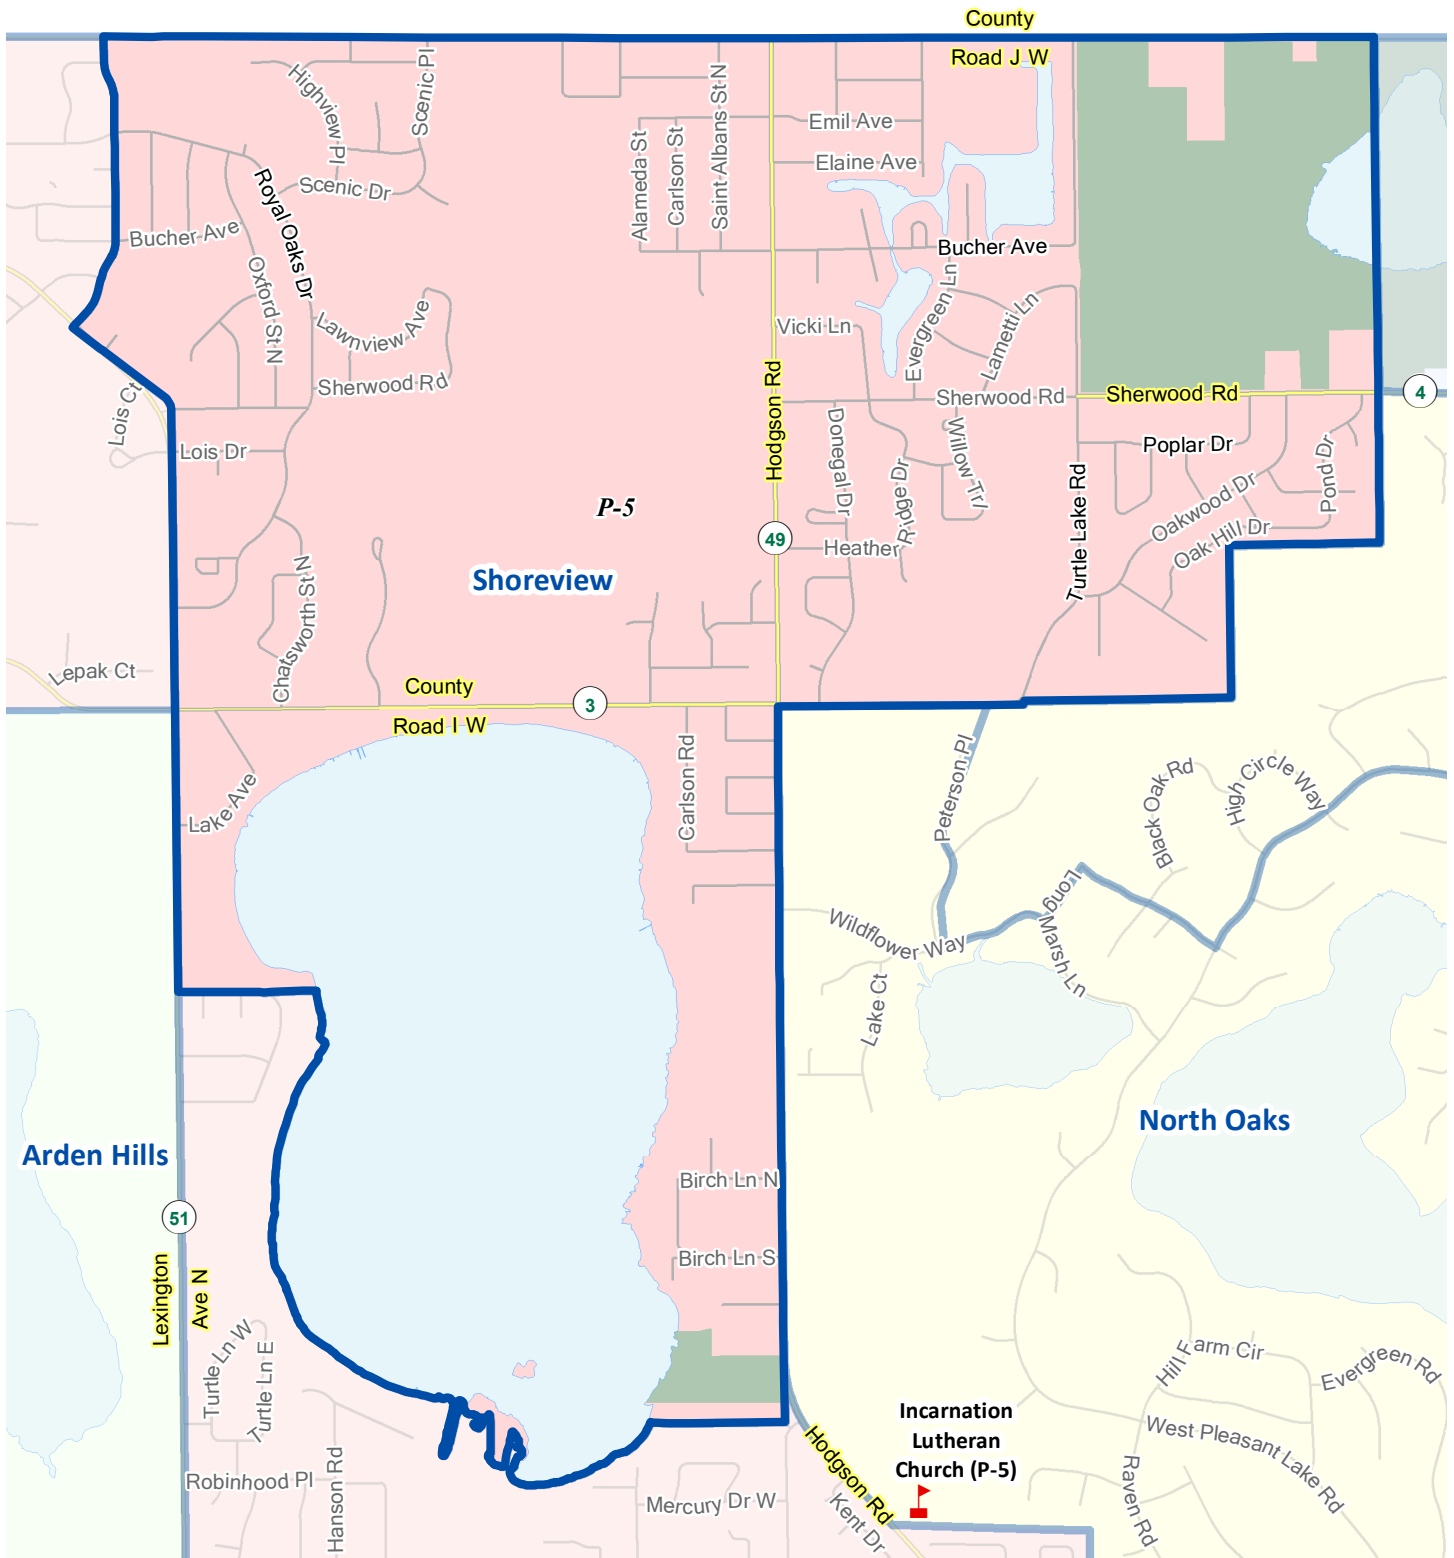 County
Road J W
Highview Pl
Scenic Pl
Scenic Dr
Royal Oaks Dr
Bucher Ave
Oxford St N
Lawnview Ave
Sherwood Rd
Alameda St
Carlson St
Saint Albans St N
Emil Ave
Elaine Ave
Bucher Ave
Vicki Ln
Evergreen Ln
Lametti Ln
Hodgson Rd
Sherwood Rd
Sherwood Rd
4
Lois Ct
Lois Dr
Donegal Dr
Willow Trl
Poplar Dr
Pond Dr
Oakwood Dr
Oak Hill Dr
Turtle Lake Rd
P-5
49
Heather Ridge Dr
Shoreview
Chatsworth St N
Lepak Ct
County
3
Road I W
Lake Ave
Carlson Rd
Peterson Pl
Black Oak Rd
High Circle Way
Long Marsh Ln
Wildflower Way
Lake Ct
North Oaks
Arden Hills
51
Birch Ln N
Birch Ln S
Lexington
Ave N
Turtle Ln W
Turtle Ln E
Hill Farm Cir
Evergreen Rd
West Pleasant Lake Rd
Raven Rd
Incarnation
Lutheran
Church (P-5)
Hodgson Rd
Kent Dr
Mercury Dr W
Robinhood Pl
Hanson Rd